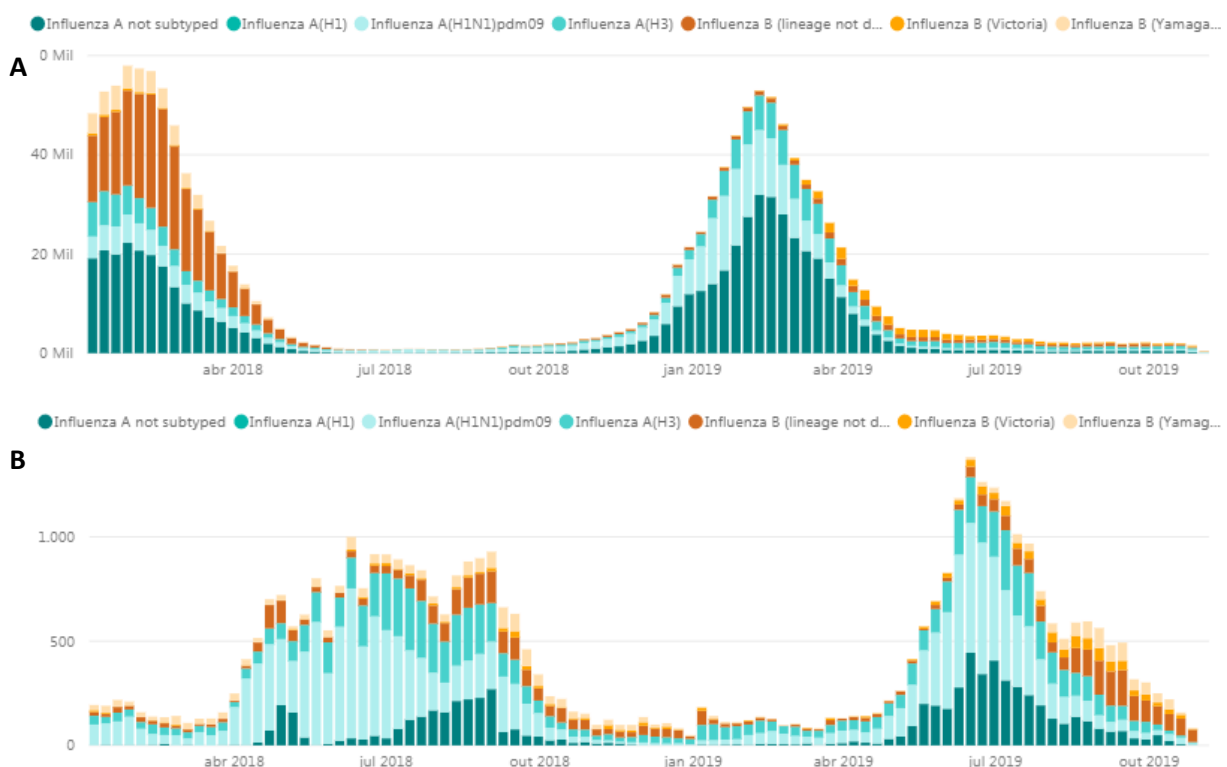 Influenza A not subtyped Influenza A(H1) Influenza A(H1N1)pdm09 Influenza A(H3) Influenza B (lineage not d... Influenza B (Victoria) Influenza B (Yamaga...
A
0 Mil
40 Mil
20 Mil
0 Mil
abr 2018 jul 2018 out 2018 jan 2019 abr 2019 jul 2019 out 2019
Influenza A not subtyped Influenza A(H1) Influenza A(H1N1)pdm09 Influenza A(H3) Influenza B (lineage not d... Influenza B (Victoria) Influenza B (Yamag...
B
1.000
500
0
abr 2018 jul 2018 out 2018 jan 2019 abr 2019 jul 2019 out 2019